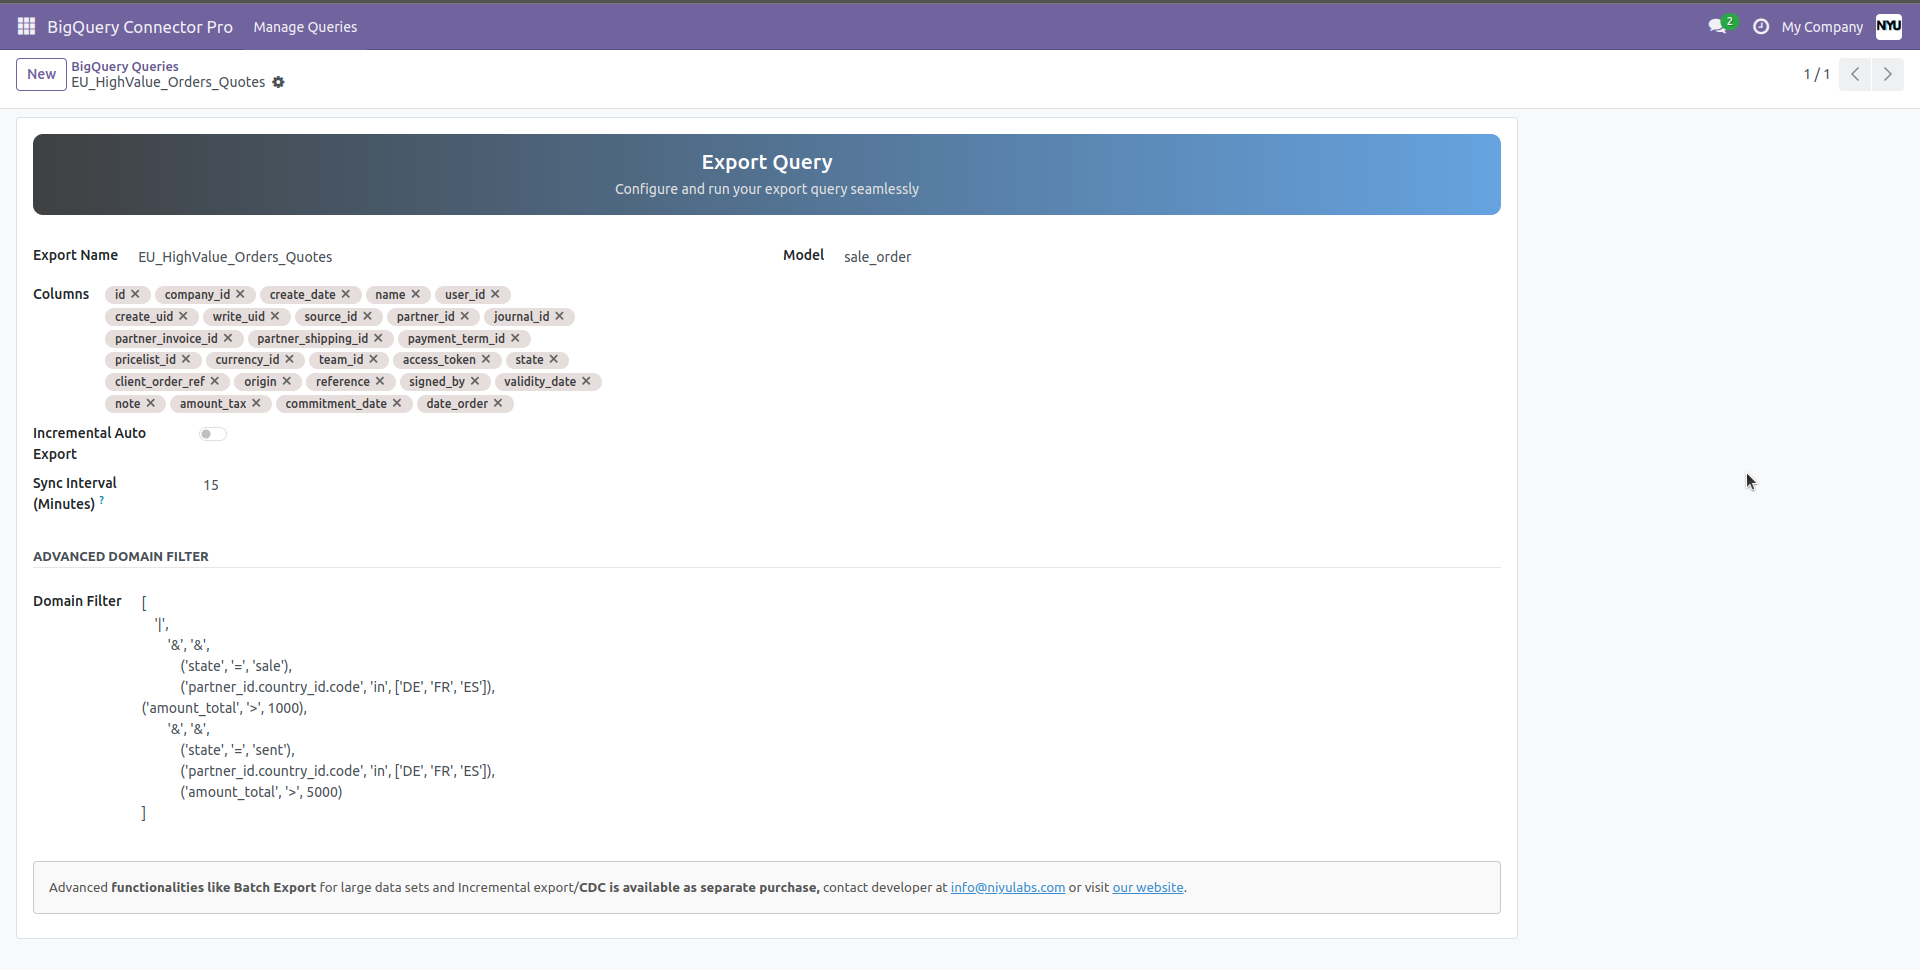 BigQuery Connector Pro Manage Queries 2 My Company NYU
New BigQuery Queries
EU_HighValue_Orders_Quotes 1 / 1
Export Query
Configure and run your export query seamlessly
Export Name EU_HighValue_Orders_Quotes Model sale_order
Columns id ✕ company_id ✕ create_date ✕ name ✕ user_id ✕
create_uid ✕ write_uid ✕ source_id ✕ partner_id ✕ journal_id ✕
partner_invoice_id ✕ partner_shipping_id ✕ payment_term_id ✕
pricelist_id ✕ currency_id ✕ team_id ✕ access_token ✕ state ✕
client_order_ref ✕ origin ✕ reference ✕ signed_by ✕ validity_date ✕
note ✕ amount_tax ✕ commitment_date ✕ date_order ✕
Incremental Auto
Export
Sync Interval
(Minutes) ? 15
ADVANCED DOMAIN FILTER
Domain Filter [
'|',
'&', '&',
('state', '=', 'sale'),
('partner_id.country_id.code', 'in', ['DE', 'FR', 'ES']),
('amount_total', '>', 1000),
'&', '&',
('state', '=', 'sent'),
('partner_id.country_id.code', 'in', ['DE', 'FR', 'ES']),
('amount_total', '>', 5000)
]
Advanced functionalities like Batch Export for large data sets and Incremental export/CDC is available as separate purchase, contact developer at info@niyulabs.com or visit our website.